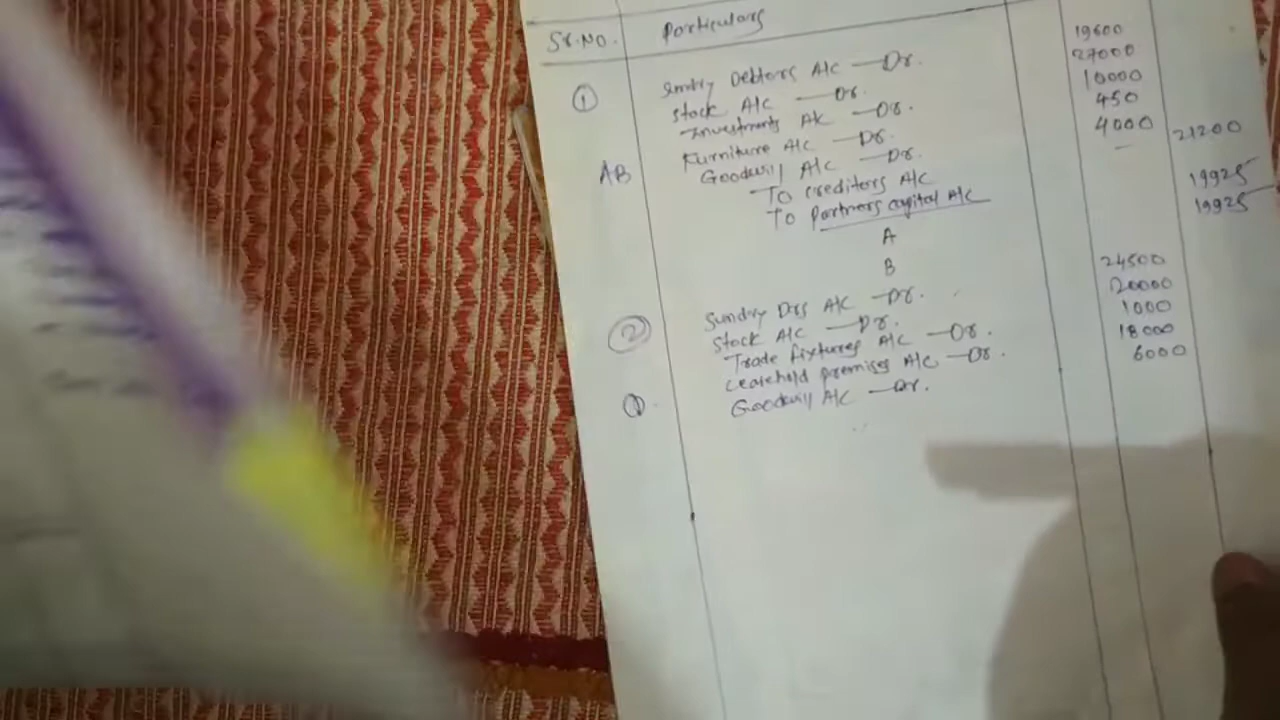 Sr.No. Particulars
① Sundry Debtors A/c —Dr. 19600
Stock A/c —Dr. 27000
Investments A/c —Dr. 10000
Furniture A/c —Dr. 450
AB Goodwill A/c —Dr. 4000
To creditors A/c 21200
To Partners capital A/c
A 19925
B 19925
② Sundry Drs A/c —Dr. 24500
Stock A/c —Dr. 20000
Trade fixtures A/c —Dr. 1000
Leasehold premises A/c —Dr. 18000
Goodwill A/c —Dr. 6000